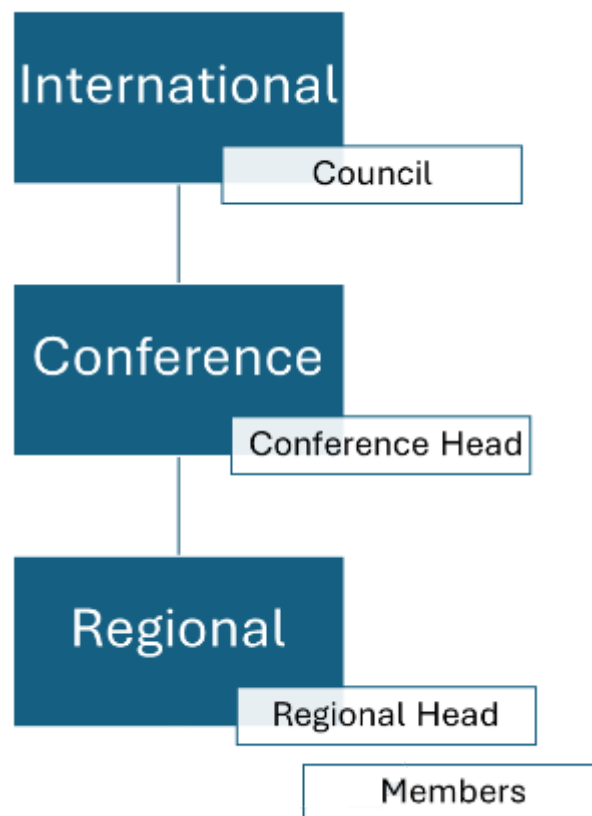 International
Council
Conference
Conference Head
Regional
Regional Head
Members